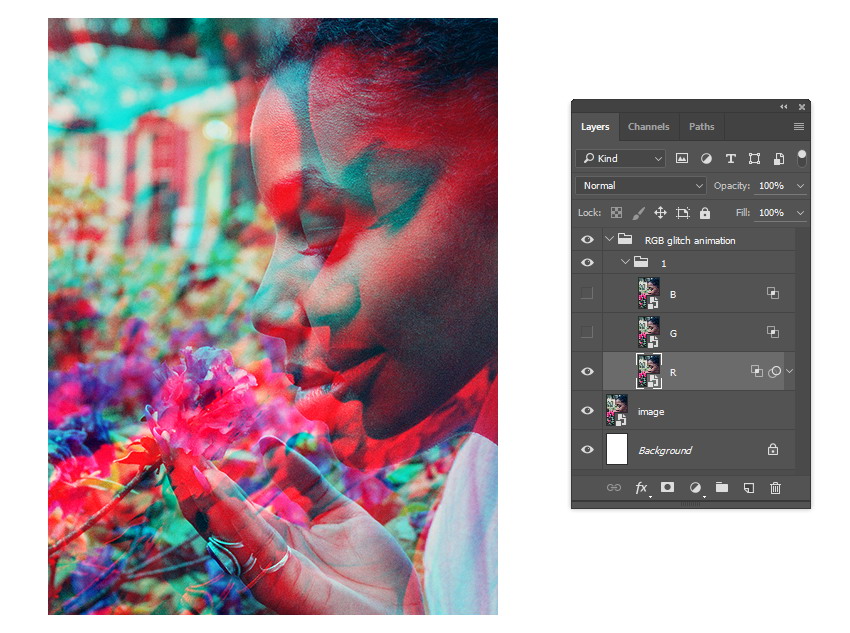 Layers Channels Paths
Kind
Normal Opacity: 100%
Lock: Fill: 100%
RGB glitch animation
1
B
G
R
image
Background
fx